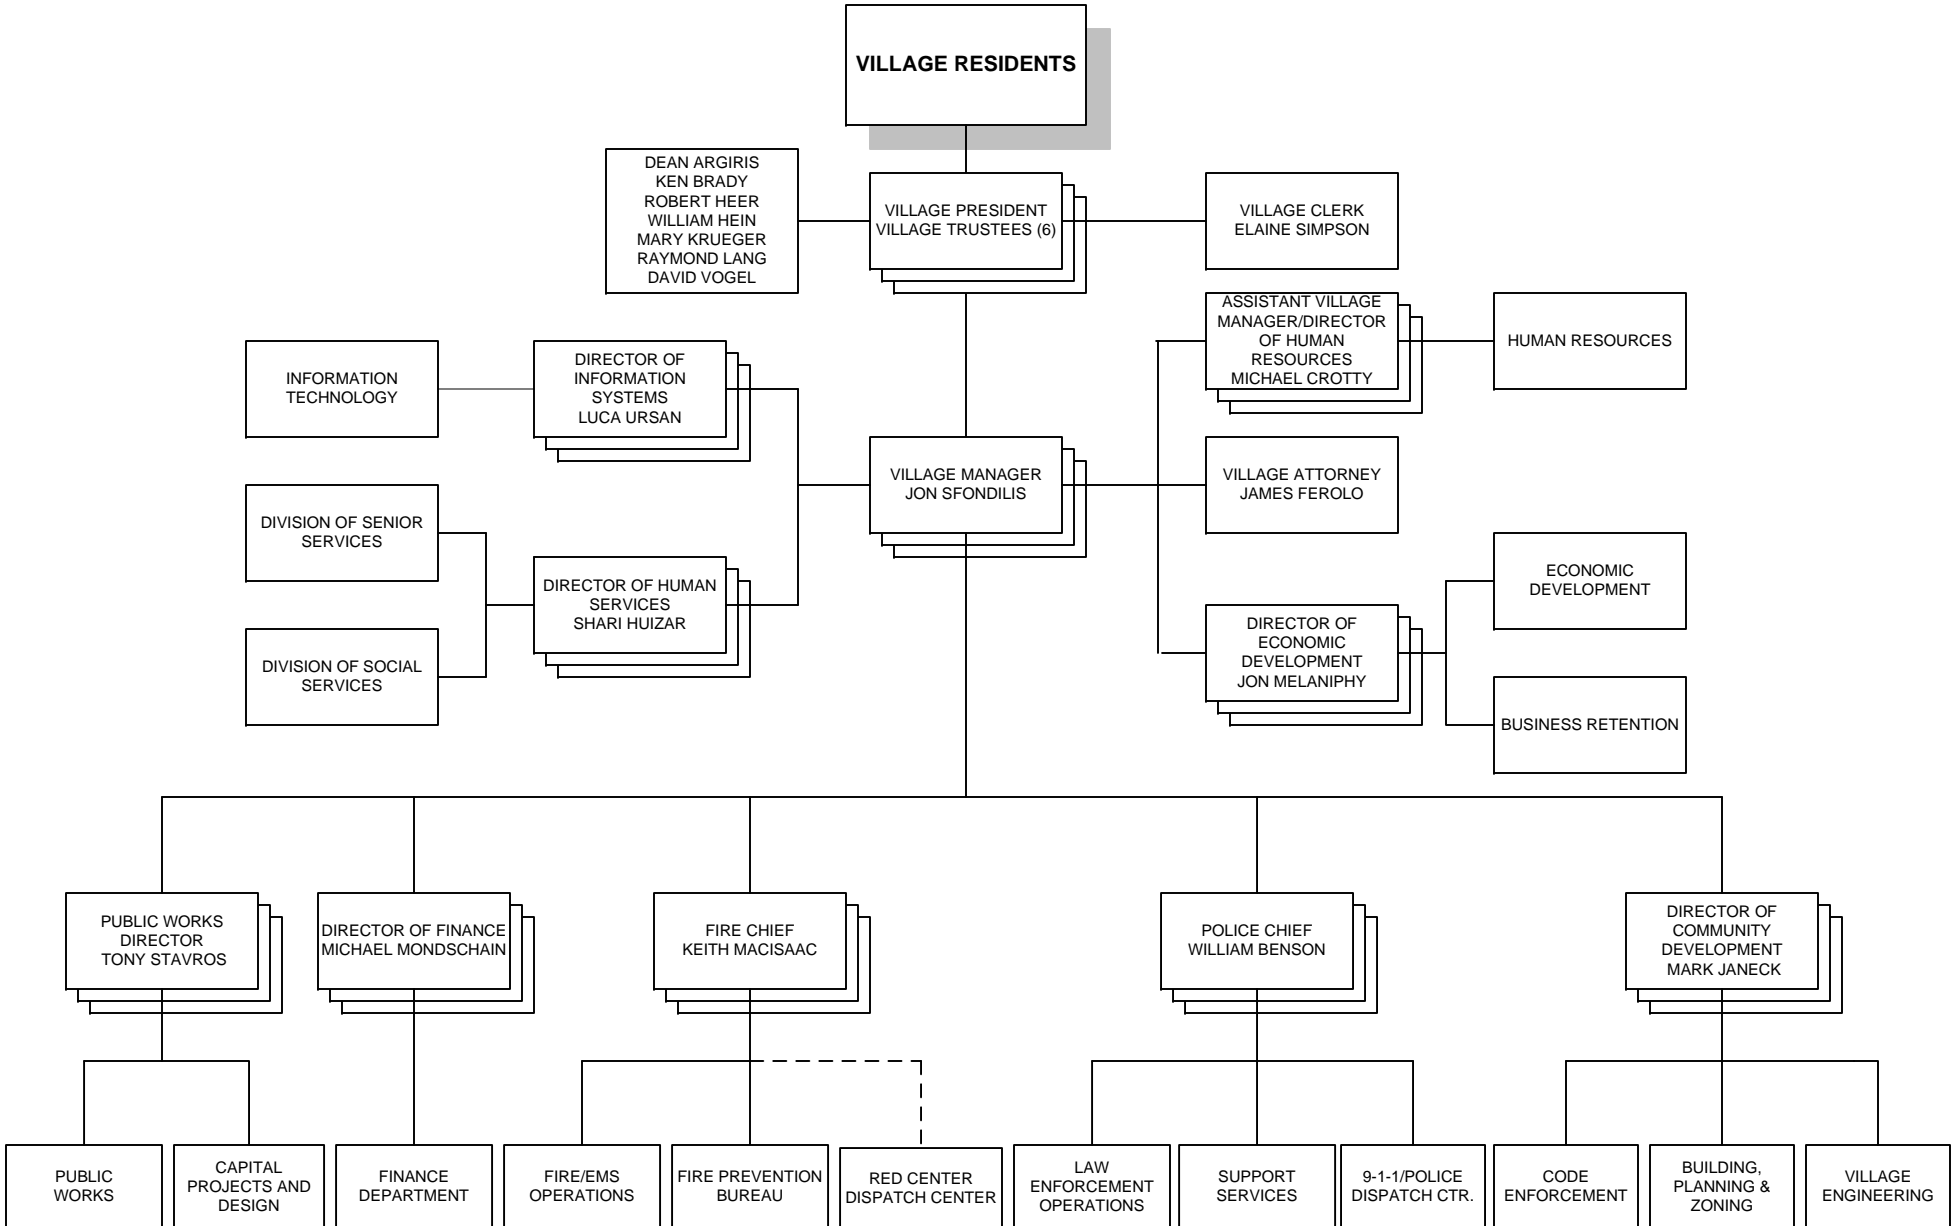 VILLAGE RESIDENTS
DEAN ARGIRIS
KEN BRADY
ROBERT HEER
WILLIAM HEIN
MARY KRUEGER
RAYMOND LANG
DAVID VOGEL
VILLAGE PRESIDENT
VILLAGE TRUSTEES (6)
VILLAGE CLERK
ELAINE SIMPSON
INFORMATION
TECHNOLOGY
DIRECTOR OF
INFORMATION
SYSTEMS
LUCA URSAN
ASSISTANT VILLAGE
MANAGER/DIRECTOR
OF HUMAN
RESOURCES
MICHAEL CROTTY
HUMAN RESOURCES
VILLAGE MANAGER
JON SFONDILIS
VILLAGE ATTORNEY
JAMES FEROLO
DIVISION OF SENIOR
SERVICES
DIRECTOR OF HUMAN
SERVICES
SHARI HUIZAR
DIVISION OF SOCIAL
SERVICES
DIRECTOR OF
ECONOMIC
DEVELOPMENT
JON MELANIPHY
ECONOMIC
DEVELOPMENT
BUSINESS RETENTION
PUBLIC WORKS
DIRECTOR
TONY STAVROS
DIRECTOR OF FINANCE
MICHAEL MONDSCHAIN
FIRE CHIEF
KEITH MACISAAC
POLICE CHIEF
WILLIAM BENSON
DIRECTOR OF
COMMUNITY
DEVELOPMENT
MARK JANECK
PUBLIC
WORKS
CAPITAL
PROJECTS AND
DESIGN
FINANCE
DEPARTMENT
FIRE/EMS
OPERATIONS
FIRE PREVENTION
BUREAU
RED CENTER
DISPATCH CENTER
LAW
ENFORCEMENT
OPERATIONS
SUPPORT
SERVICES
9-1-1/POLICE
DISPATCH CTR.
CODE
ENFORCEMENT
BUILDING,
PLANNING &
ZONING
VILLAGE
ENGINEERING